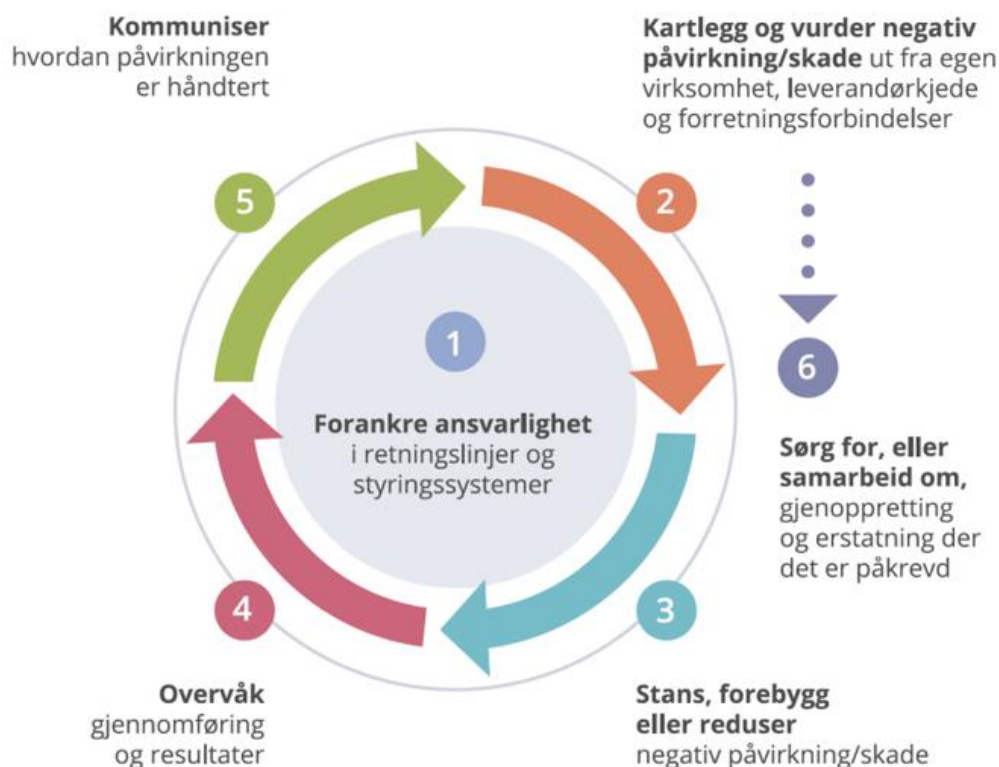 Kommuniser
hvordan påvirkningen
er håndtert
5
Kartlegg og vurder negativ
påvirkning/skade ut fra egen
virksomhet, leverandørkjede
og forretningsforbindelser
2
1
Forankre ansvarlighet
i retningslinjer og
styringssystemer
6
Sørg for, eller
samarbeid om,
gjenoppretting
og erstatning der
det er påkrevd
4
Overvåk
gjennomføring
og resultater
3
Stans, forebygg
eller reduser
negativ påvirkning/skade